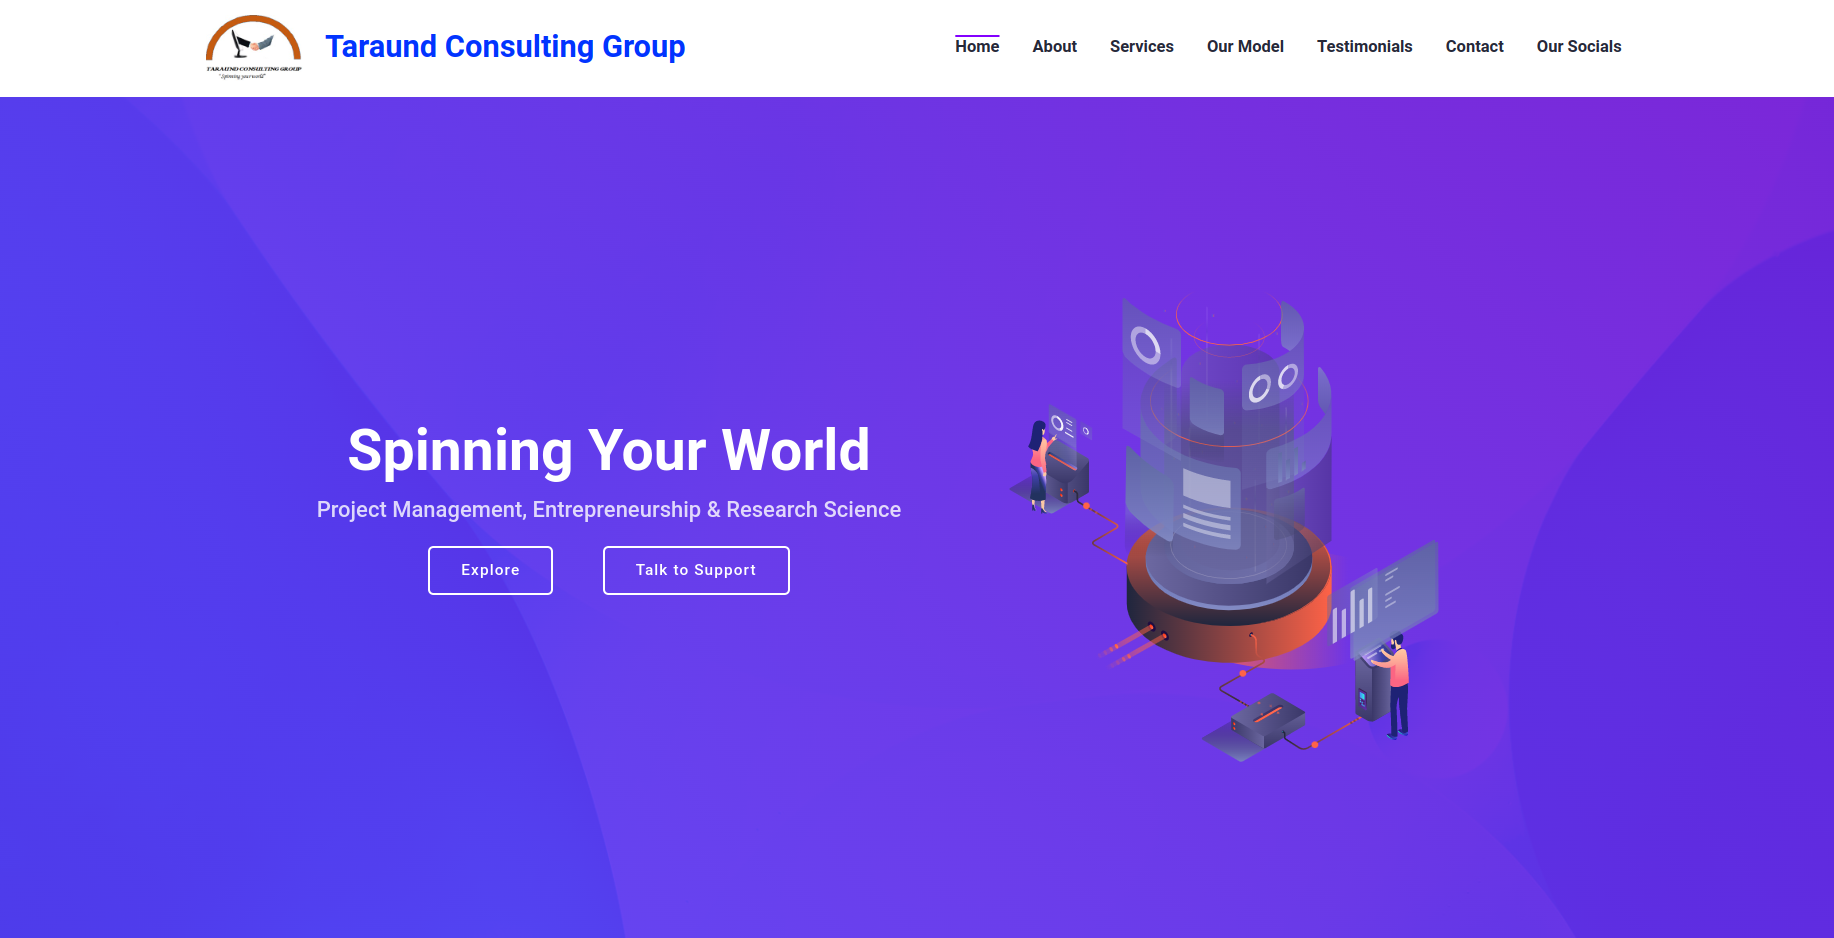 TARAUND CONSULTING GROUP
"Spinning your world"
Taraund Consulting Group
Home About Services Our Model Testimonials Contact Our Socials
Spinning Your World
Project Management, Entrepreneurship & Research Science
Explore Talk to Support